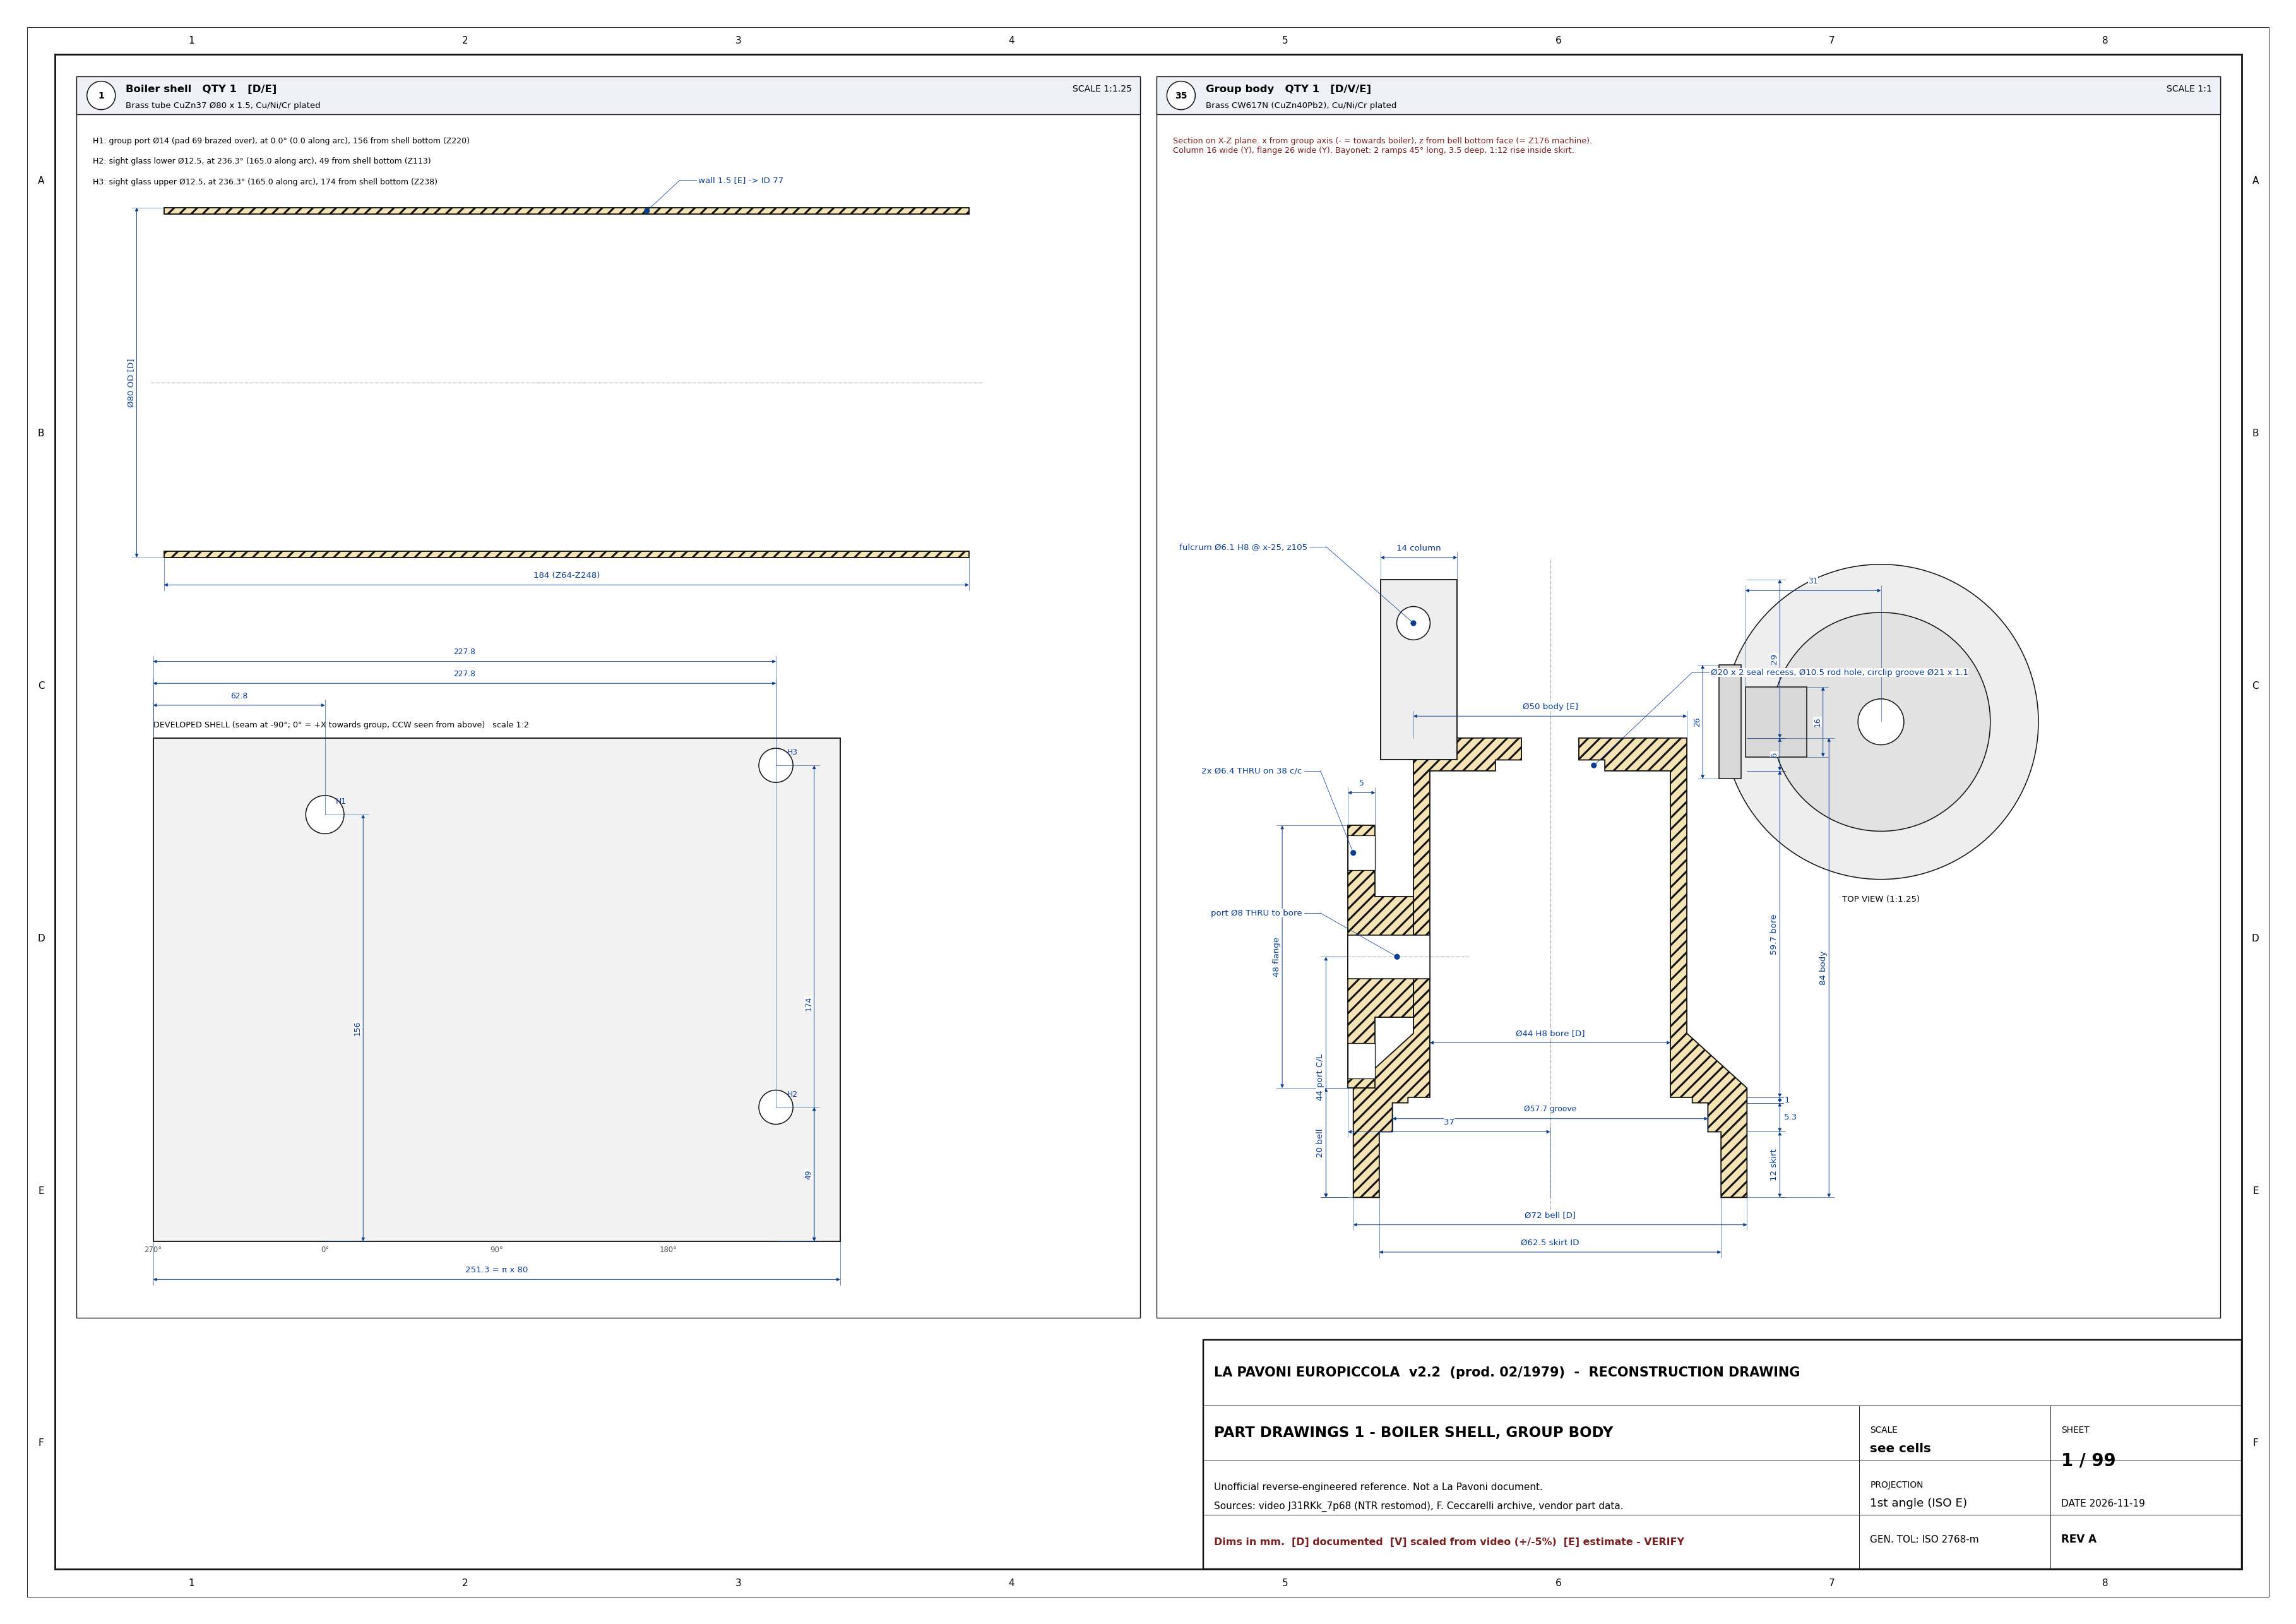 1 2 3 4 5 6 7 8
A A
B B
C C
D D
E E
F F
1
Boiler shell QTY 1 [D/E]
SCALE 1:1.25
Brass tube CuZn37 Ø80 x 1.5, Cu/Ni/Cr plated
H1: group port Ø14 (pad 69 brazed over), at 0.0° (0.0 along arc), 156 from shell bottom (Z220)
H2: sight glass lower Ø12.5, at 236.3° (165.0 along arc), 49 from shell bottom (Z113)
H3: sight glass upper Ø12.5, at 236.3° (165.0 along arc), 174 from shell bottom (Z238)
wall 1.5 [E] -> ID 77
Ø80 OD [D]
184 (Z64-Z248)
227.8
227.8
62.8
DEVELOPED SHELL (seam at -90°; 0° = +X towards group, CCW seen from above) scale 1:2
H3
H1
174
156
H2
49
270° 0° 90° 180°
251.3 = π x 80
35
Group body QTY 1 [D/V/E]
SCALE 1:1
Brass CW617N (CuZn40Pb2), Cu/Ni/Cr plated
Section on X-Z plane. x from group axis (- = towards boiler), z from bell bottom face (= Z176 machine).
Column 16 wide (Y), flange 26 wide (Y). Bayonet: 2 ramps 45° long, 3.5 deep, 1:12 rise inside skirt.
fulcrum Ø6.1 H8 @ x-25, z105
14 column
31
29
Ø20 x 2 seal recess, Ø10.5 rod hole, circlip groove Ø21 x 1.1
Ø50 body [E]
26
16
6
2x Ø6.4 THRU on 38 c/c
5
TOP VIEW (1:1.25)
port Ø8 THRU to bore
48 flange
59.7 bore
84 body
Ø44 H8 bore [D]
44 port C/L
1
Ø57.7 groove
5.3
37
20 bell
12 skirt
Ø72 bell [D]
Ø62.5 skirt ID
LA PAVONI EUROPICCOLA v2.2 (prod. 02/1979) - RECONSTRUCTION DRAWING
PART DRAWINGS 1 - BOILER SHELL, GROUP BODY
SCALE
see cells
SHEET
1 / 99
Unofficial reverse-engineered reference. Not a La Pavoni document.
Sources: video J31RKk_7p68 (NTR restomod), F. Ceccarelli archive, vendor part data.
PROJECTION
1st angle (ISO E)
DATE 2026-11-19
Dims in mm. [D] documented [V] scaled from video (+/-5%) [E] estimate - VERIFY
GEN. TOL: ISO 2768-m
REV A
1 2 3 4 5 6 7 8